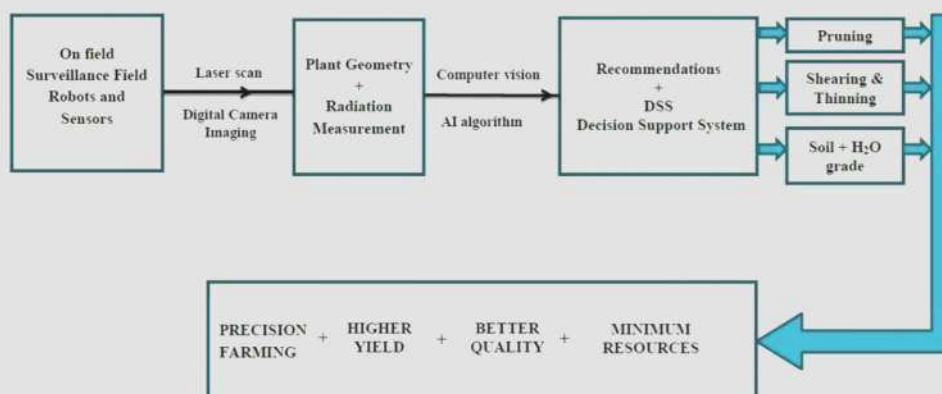 On field
Surveillance Field
Robots and
Sensors
Laser scan
Digital Camera
Imaging
Plant Geometry
+
Radiation
Measurement
Computer vision
AI algorithm
Recommendations
+
DSS
Decision Support System
Pruning
Shearing &
Thinning
Soil + H₂O
grade
PRECISION
FARMING
+
HIGHER
YIELD
+
BETTER
QUALITY
+
MINIMUM
RESOURCES